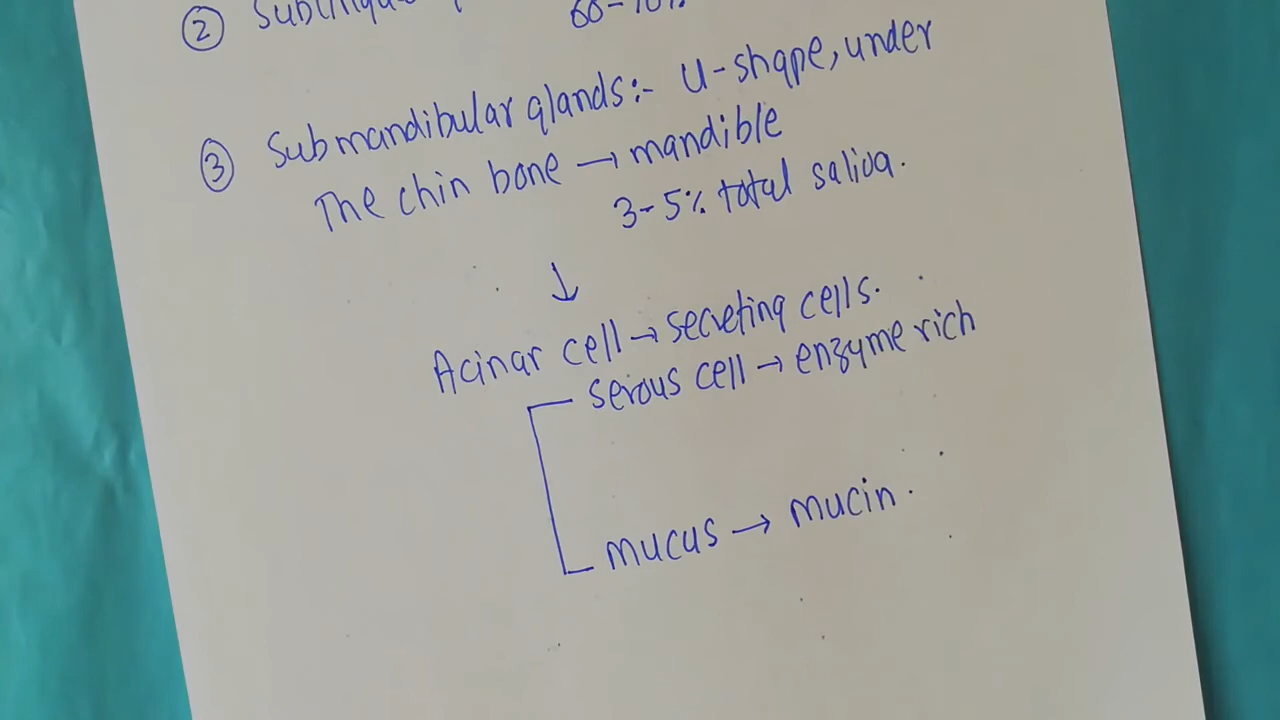 ②
③ Submandibular glands:- U-shape, under
The chin bone → mandible
3-5% total saliva.
↓
Acinar cell → secreting cells.
serous cell → enzyme rich
mucus → mucin.